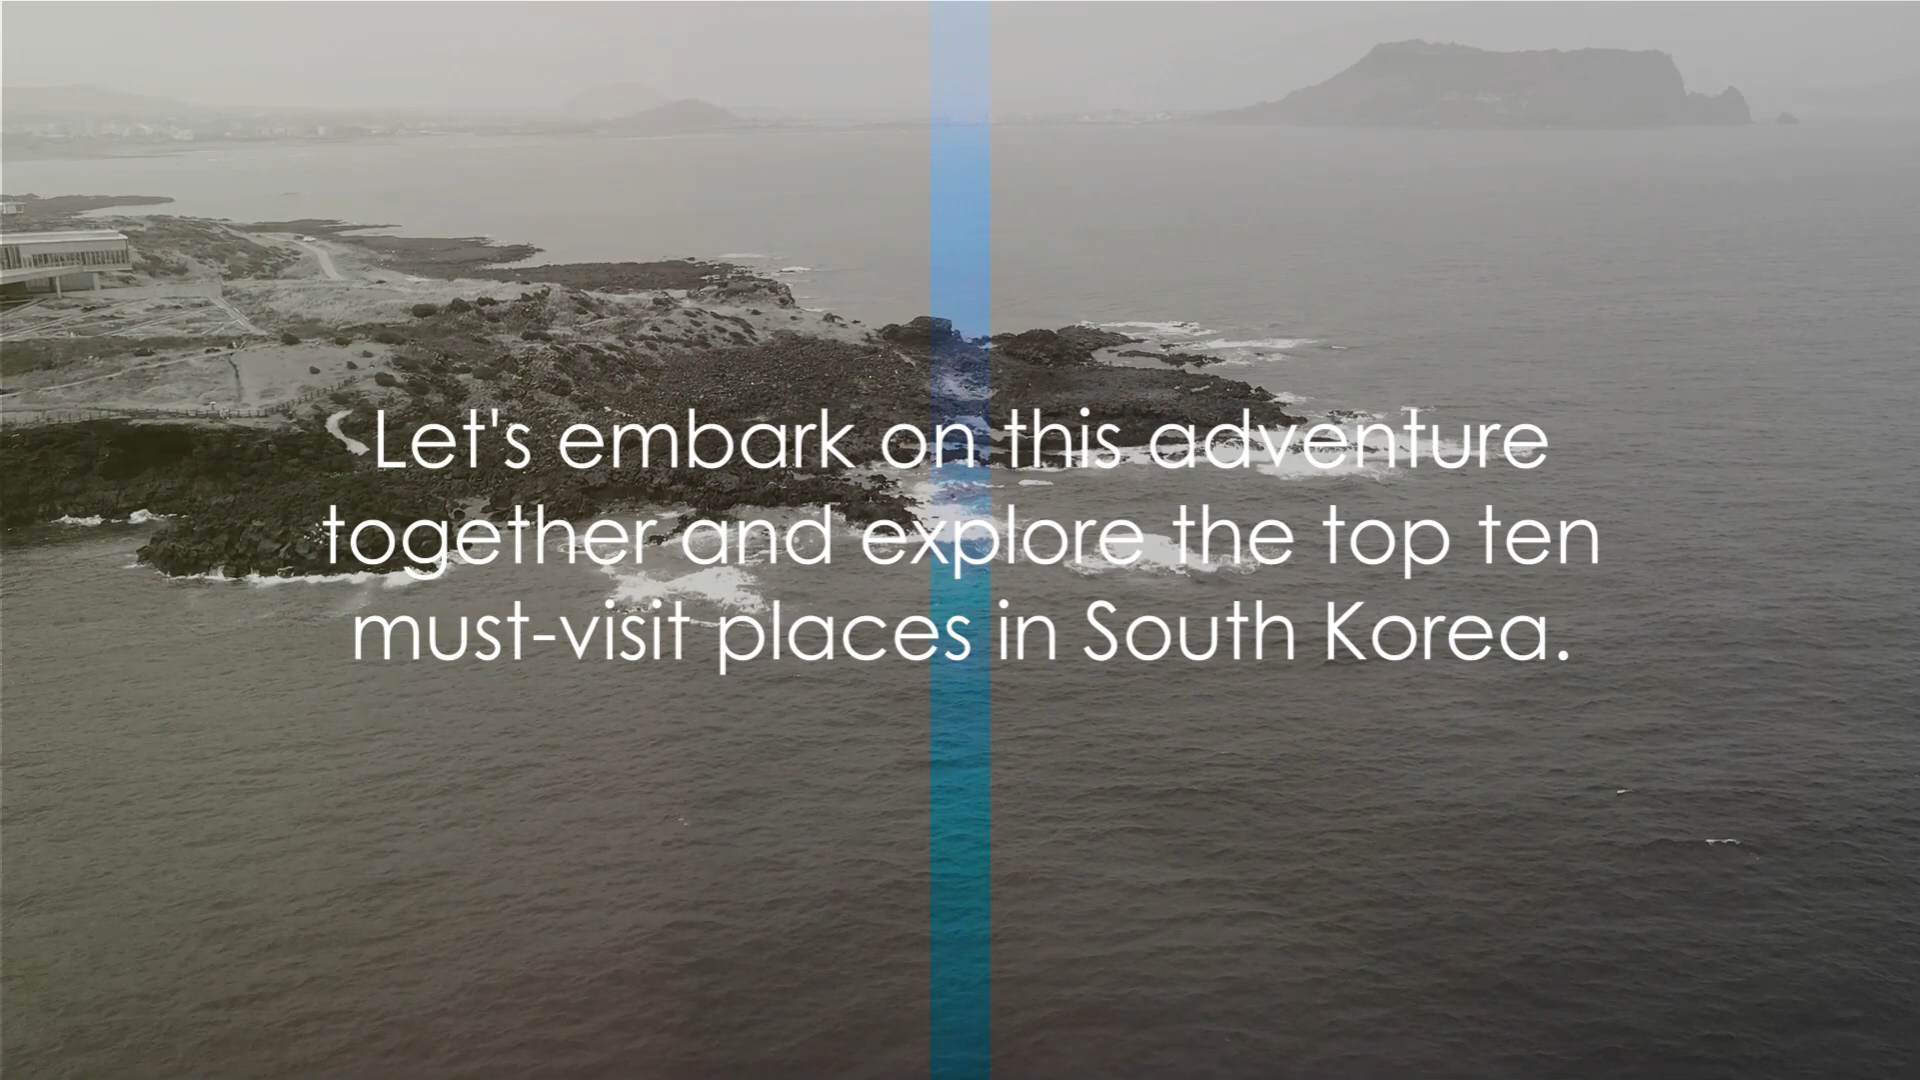 Let's embark on this adventure
together and explore the top ten
must-visit places in South Korea.